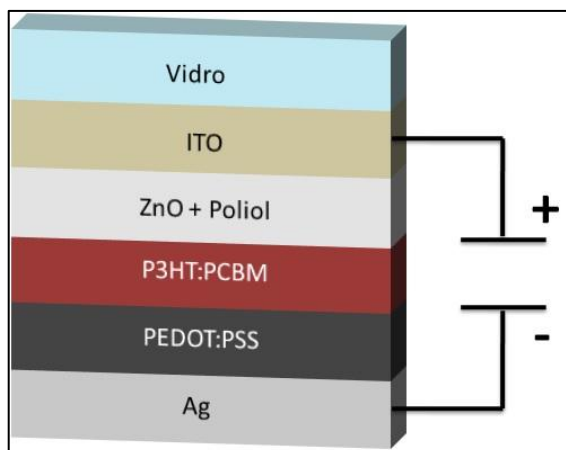 Vidro
ITO
ZnO + Poliol
P3HT:PCBM
PEDOT:PSS
Ag
+
-